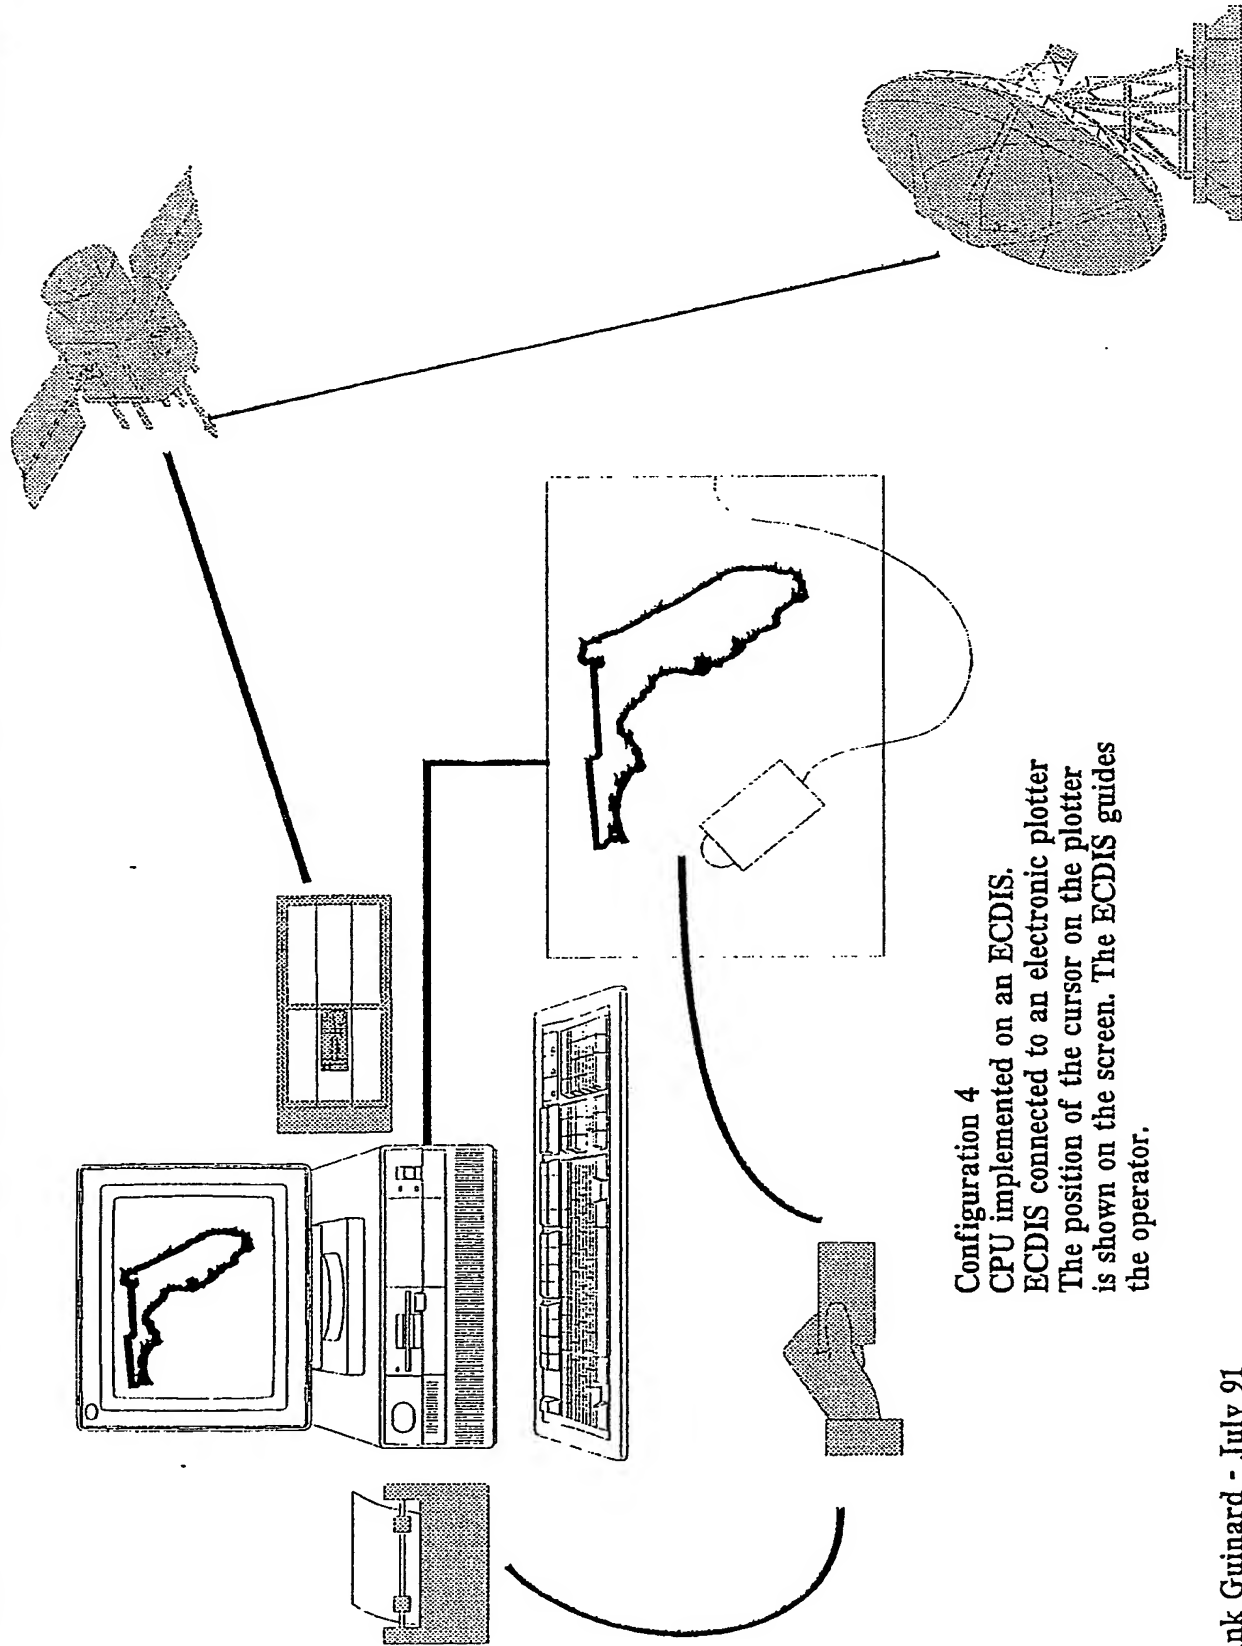 Configuration 4
CPU implemented on an ECDIS.
ECDIS connected to an electronic plotter
The position of the cursor on the plotter
is shown on the screen. The ECDIS guides
the operator.
Guinard - July 91